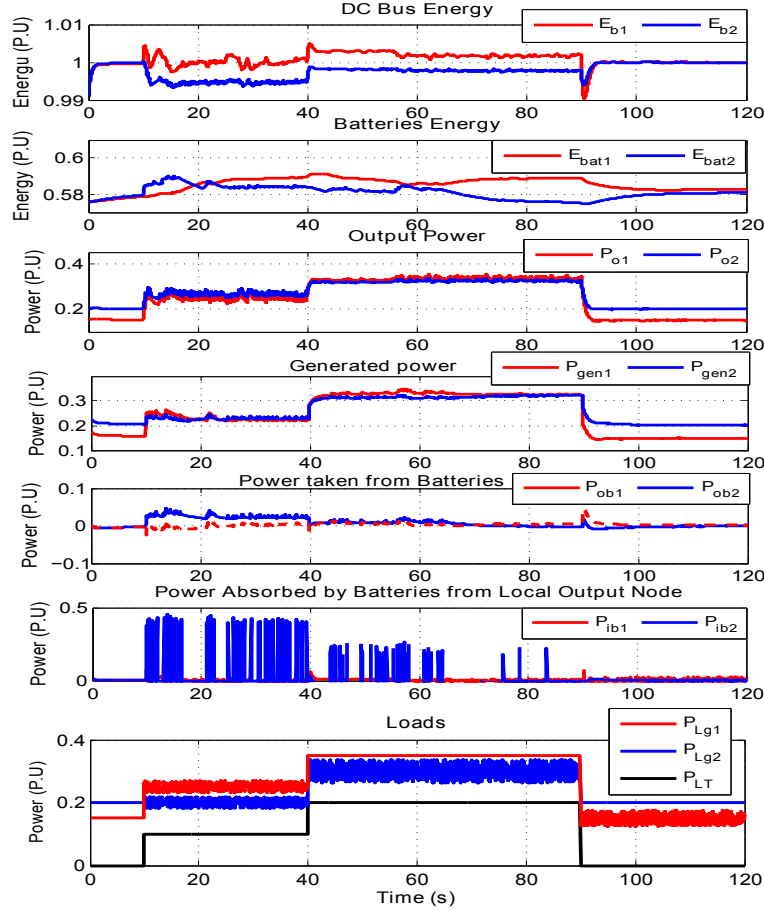 DC Bus Energy
Energu (P.U
1.01
1
0.99
E_b1 E_b2
0 20 40 60 80 100 120
Batteries Energy
Energy (P.U)
0.6
0.58
E_bat1 E_bat2
0 20 40 60 80 100 120
Output Power
Power (P.U)
0.4
0.2
P_o1 P_o2
0 20 40 60 80 100 120
Generated power
Power (P.U)
0.3
0.2
0.1
P_gen1 P_gen2
0 20 40 60 80 100 120
Power taken from Batteries
Power (P.U)
0.1
0
−0.1
P_ob1 P_ob2
0 20 40 60 80 100 120
Power Absorbed by Batteries from Local Output Node
Power (P.U)
0.5
0
P_ib1 P_ib2
0 20 40 60 80 100 120
Loads
Power (P.U)
0.4
0.2
0
P_Lg1
P_Lg2
P_LT
0 20 40 60 80 100 120
Time (s)